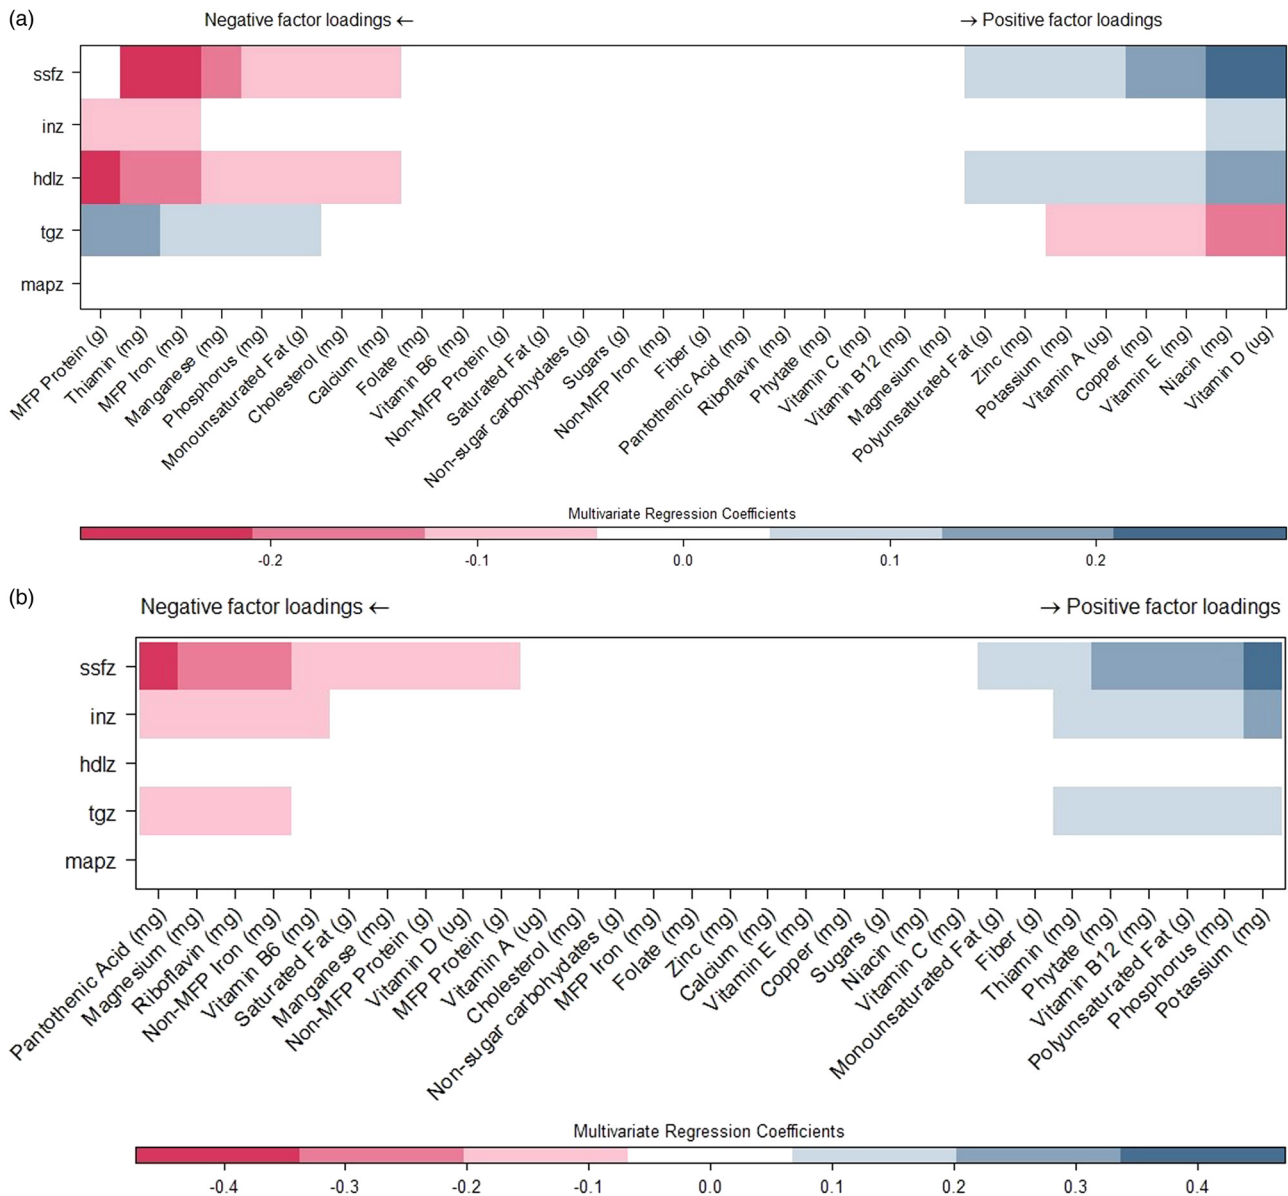 (a)
Negative factor loadings ←
→ Positive factor loadings
ssfz
inz
hdlz
tgz
mapz
MFP Protein (g)
Thiamin (mg)
MFP Iron (mg)
Manganese (mg)
Phosphorus (mg)
Monounsaturated Fat (g)
Cholesterol (mg)
Calcium (mg)
Folate (mg)
Vitamin B6 (mg)
Non-MFP Protein (g)
Saturated Fat (g)
Non-sugar carbohydates (g)
Sugars (g)
Non-MFP Iron (mg)
Fiber (g)
Pantothenic Acid (mg)
Riboflavin (mg)
Phytate (mg)
Vitamin C (mg)
Vitamin B12 (mg)
Magnesium (mg)
Polyunsaturated Fat (g)
Zinc (mg)
Potassium (mg)
Vitamin A (ug)
Copper (mg)
Vitamin E (mg)
Niacin (mg)
Vitamin D (ug)
Multivariate Regression Coefficients
-0.2 -0.1 0.0 0.1 0.2
(b)
Negative factor loadings ←
→ Positive factor loadings
ssfz
inz
hdlz
tgz
mapz
Pantothenic Acid (mg)
Magnesium (mg)
Riboflavin (mg)
Non-MFP Iron (mg)
Vitamin B6 (mg)
Saturated Fat (g)
Manganese (mg)
Non-MFP Protein (g)
Vitamin D (ug)
MFP Protein (g)
Vitamin A (ug)
Cholesterol (mg)
Non-sugar carbohydates (g)
MFP Iron (mg)
Folate (mg)
Zinc (mg)
Calcium (mg)
Vitamin E (mg)
Copper (mg)
Sugars (g)
Niacin (mg)
Vitamin C (mg)
Monounsaturated Fat (g)
Fiber (g)
Thiamin (mg)
Phytate (mg)
Vitamin B12 (mg)
Polyunsaturated Fat (g)
Phosphorus (mg)
Potassium (mg)
Multivariate Regression Coefficients
-0.4 -0.3 -0.2 -0.1 0.0 0.1 0.2 0.3 0.4